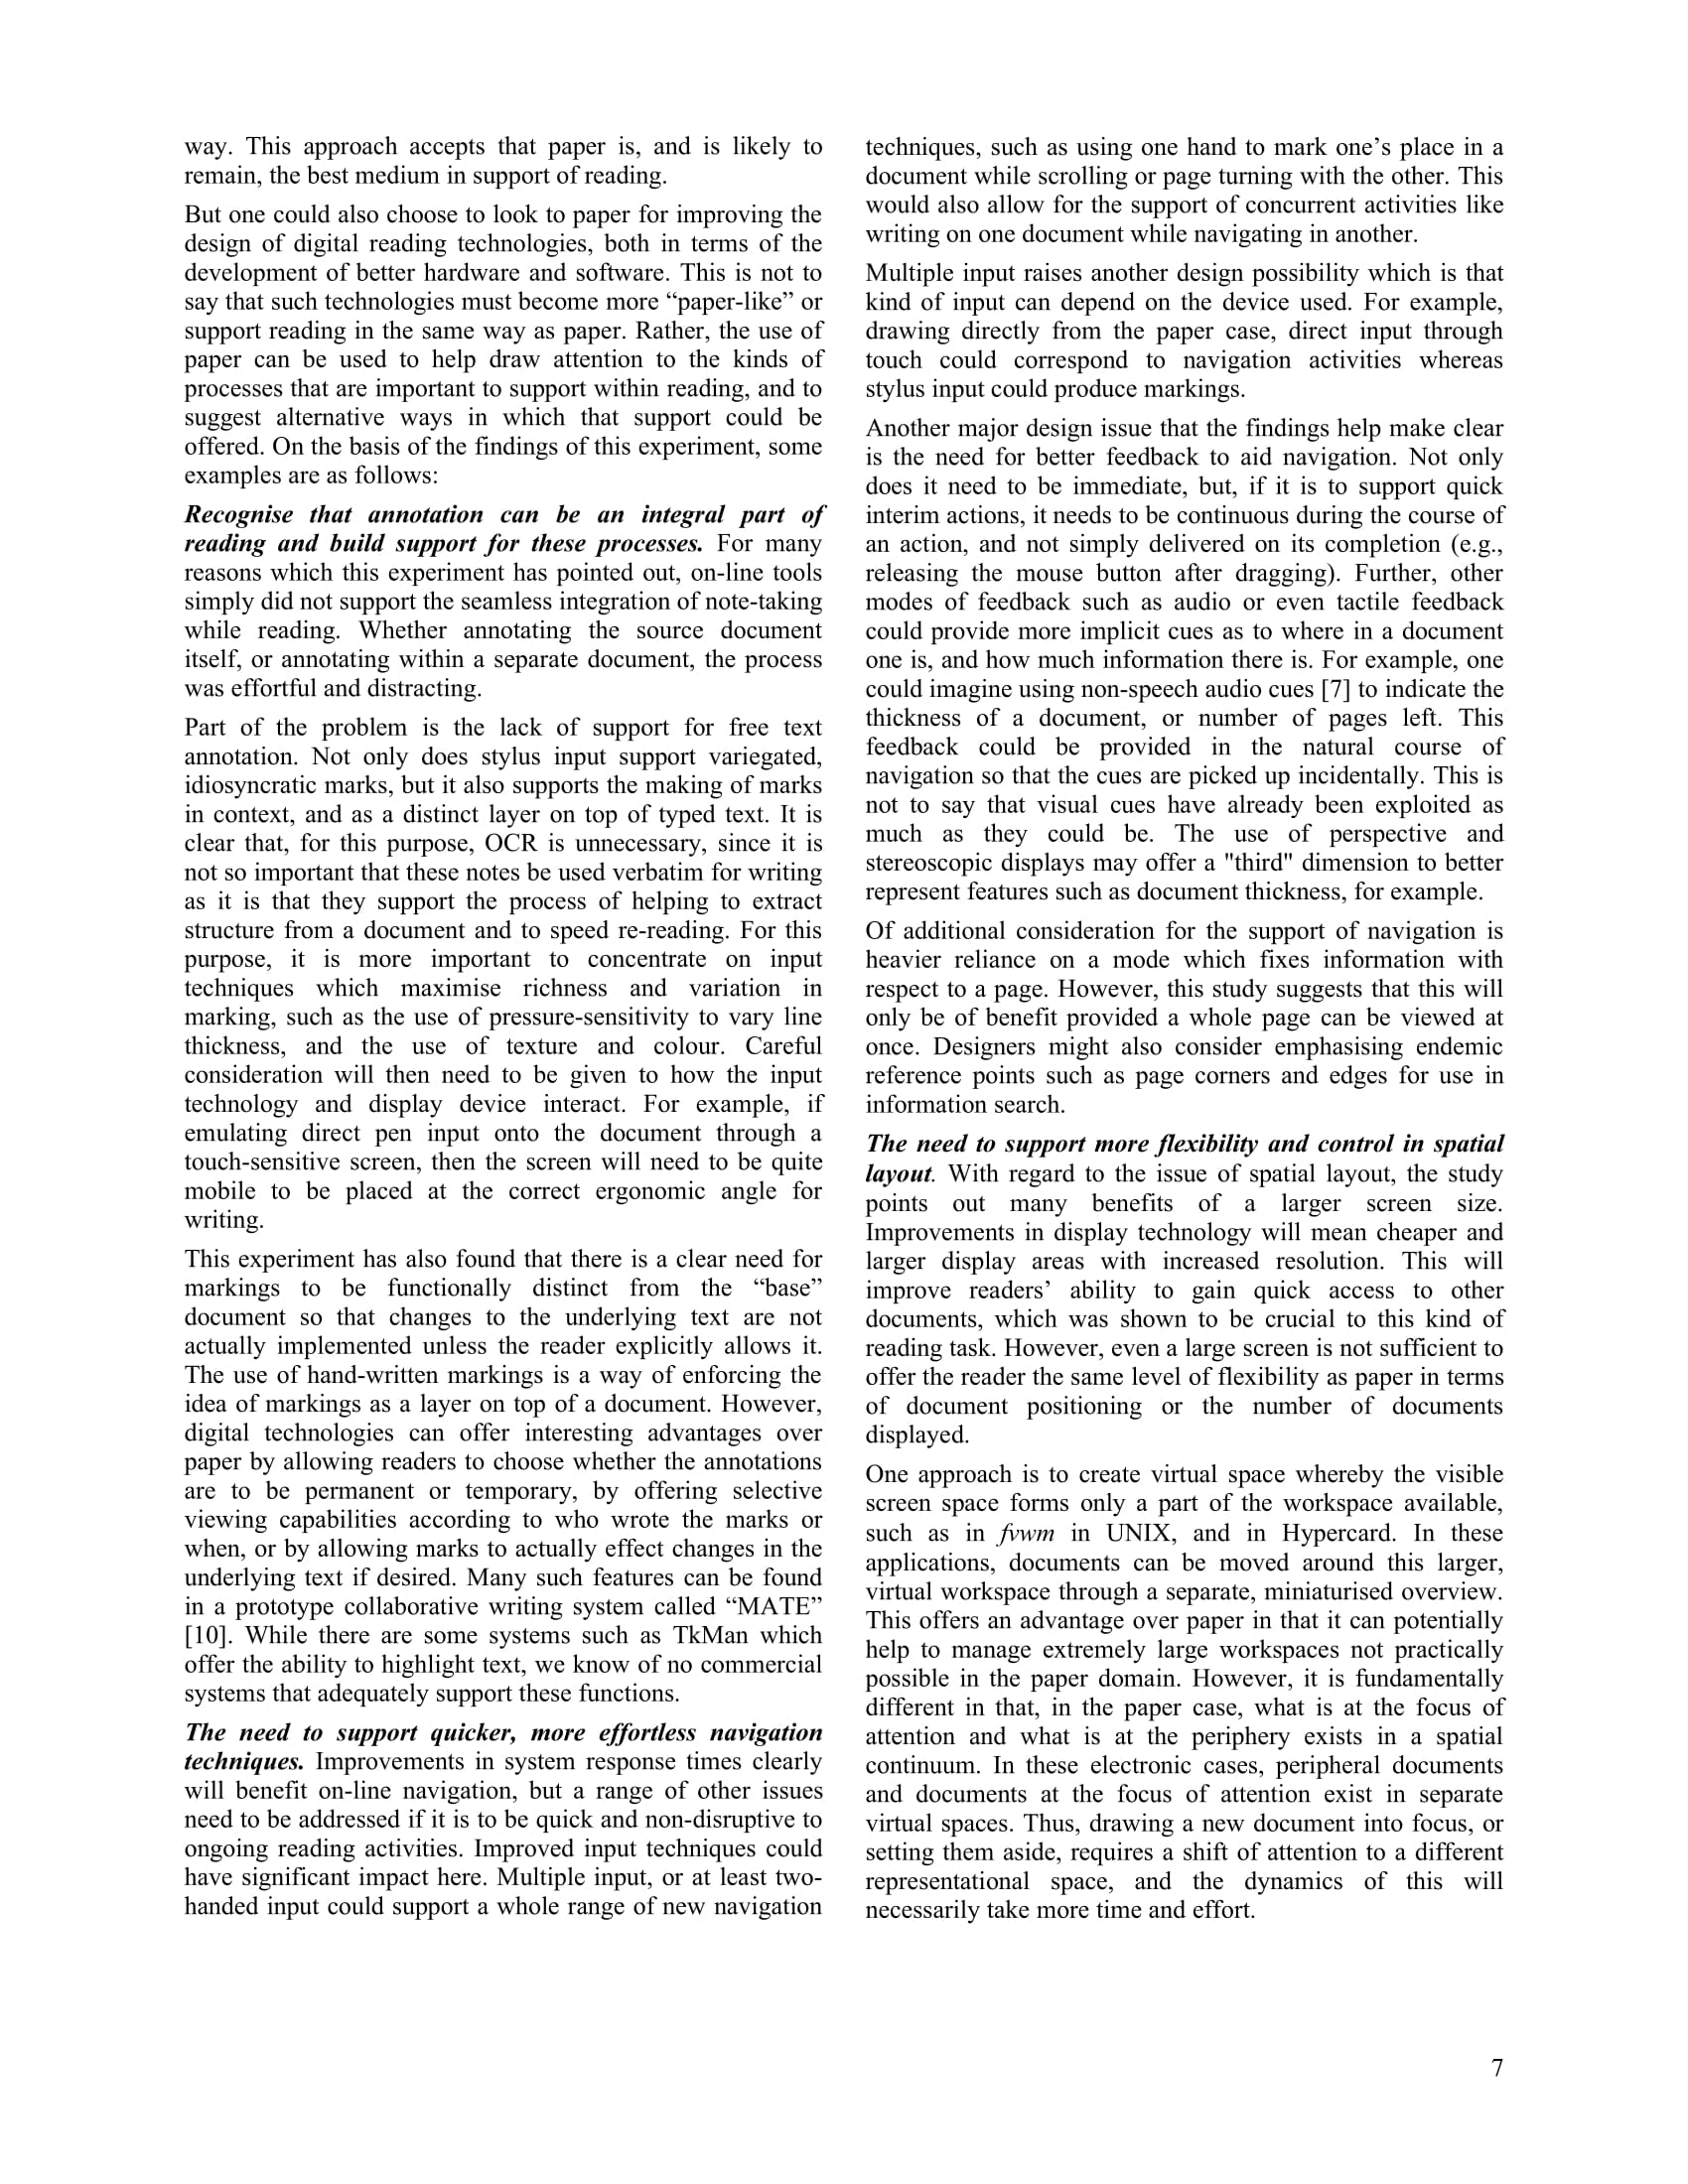 way. This approach accepts that paper is, and is likely to
remain, the best medium in support of reading.
But one could also choose to look to paper for improving the
design of digital reading technologies, both in terms of the
development of better hardware and software. This is not to
say that such technologies must become more “paper-like” or
support reading in the same way as paper. Rather, the use of
paper can be used to help draw attention to the kinds of
processes that are important to support within reading, and to
suggest alternative ways in which that support could be
offered. On the basis of the findings of this experiment, some
examples are as follows:
Recognise that annotation can be an integral part of
reading and build support for these processes. For many
reasons which this experiment has pointed out, on-line tools
simply did not support the seamless integration of note-taking
while reading. Whether annotating the source document
itself, or annotating within a separate document, the process
was effortful and distracting.
Part of the problem is the lack of support for free text
annotation. Not only does stylus input support variegated,
idiosyncratic marks, but it also supports the making of marks
in context, and as a distinct layer on top of typed text. It is
clear that, for this purpose, OCR is unnecessary, since it is
not so important that these notes be used verbatim for writing
as it is that they support the process of helping to extract
structure from a document and to speed re-reading. For this
purpose, it is more important to concentrate on input
techniques which maximise richness and variation in
marking, such as the use of pressure-sensitivity to vary line
thickness, and the use of texture and colour. Careful
consideration will then need to be given to how the input
technology and display device interact. For example, if
emulating direct pen input onto the document through a
touch-sensitive screen, then the screen will need to be quite
mobile to be placed at the correct ergonomic angle for
writing.
This experiment has also found that there is a clear need for
markings to be functionally distinct from the “base”
document so that changes to the underlying text are not
actually implemented unless the reader explicitly allows it.
The use of hand-written markings is a way of enforcing the
idea of markings as a layer on top of a document. However,
digital technologies can offer interesting advantages over
paper by allowing readers to choose whether the annotations
are to be permanent or temporary, by offering selective
viewing capabilities according to who wrote the marks or
when, or by allowing marks to actually effect changes in the
underlying text if desired. Many such features can be found
in a prototype collaborative writing system called “MATE”
[10]. While there are some systems such as TkMan which
offer the ability to highlight text, we know of no commercial
systems that adequately support these functions.
The need to support quicker, more effortless navigation
techniques. Improvements in system response times clearly
will benefit on-line navigation, but a range of other issues
need to be addressed if it is to be quick and non-disruptive to
ongoing reading activities. Improved input techniques could
have significant impact here. Multiple input, or at least two-
handed input could support a whole range of new navigation
techniques, such as using one hand to mark one’s place in a
document while scrolling or page turning with the other. This
would also allow for the support of concurrent activities like
writing on one document while navigating in another.
Multiple input raises another design possibility which is that
kind of input can depend on the device used. For example,
drawing directly from the paper case, direct input through
touch could correspond to navigation activities whereas
stylus input could produce markings.
Another major design issue that the findings help make clear
is the need for better feedback to aid navigation. Not only
does it need to be immediate, but, if it is to support quick
interim actions, it needs to be continuous during the course of
an action, and not simply delivered on its completion (e.g.,
releasing the mouse button after dragging). Further, other
modes of feedback such as audio or even tactile feedback
could provide more implicit cues as to where in a document
one is, and how much information there is. For example, one
could imagine using non-speech audio cues [7] to indicate the
thickness of a document, or number of pages left. This
feedback could be provided in the natural course of
navigation so that the cues are picked up incidentally. This is
not to say that visual cues have already been exploited as
much as they could be. The use of perspective and
stereoscopic displays may offer a "third" dimension to better
represent features such as document thickness, for example.
Of additional consideration for the support of navigation is
heavier reliance on a mode which fixes information with
respect to a page. However, this study suggests that this will
only be of benefit provided a whole page can be viewed at
once. Designers might also consider emphasising endemic
reference points such as page corners and edges for use in
information search.
The need to support more flexibility and control in spatial
layout. With regard to the issue of spatial layout, the study
points out many benefits of a larger screen size.
Improvements in display technology will mean cheaper and
larger display areas with increased resolution. This will
improve readers’ ability to gain quick access to other
documents, which was shown to be crucial to this kind of
reading task. However, even a large screen is not sufficient to
offer the reader the same level of flexibility as paper in terms
of document positioning or the number of documents
displayed.
One approach is to create virtual space whereby the visible
screen space forms only a part of the workspace available,
such as in fvwm in UNIX, and in Hypercard. In these
applications, documents can be moved around this larger,
virtual workspace through a separate, miniaturised overview.
This offers an advantage over paper in that it can potentially
help to manage extremely large workspaces not practically
possible in the paper domain. However, it is fundamentally
different in that, in the paper case, what is at the focus of
attention and what is at the periphery exists in a spatial
continuum. In these electronic cases, peripheral documents
and documents at the focus of attention exist in separate
virtual spaces. Thus, drawing a new document into focus, or
setting them aside, requires a shift of attention to a different
representational space, and the dynamics of this will
necessarily take more time and effort.
7